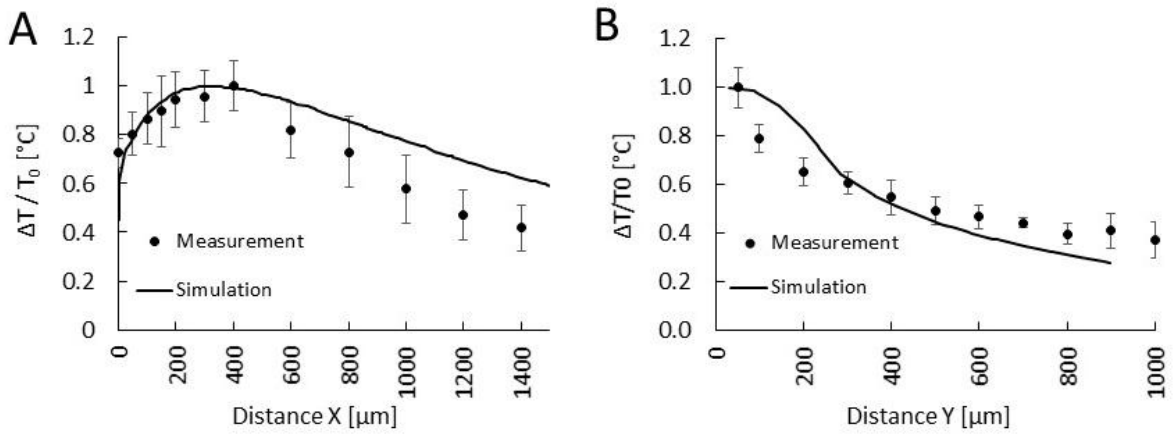 A
1.2
1
0.8
0.6
0.4
0.2
0
ΔT / T₀ [°C]
Measurement
Simulation
0
200
400
600
800
1000
1200
1400
Distance X [µm]
B
1.2
1.0
0.8
0.6
0.4
0.2
0.0
ΔT/T0 [°C]
Measurement
Simulation
0
200
400
600
800
1000
Distance Y [µm]